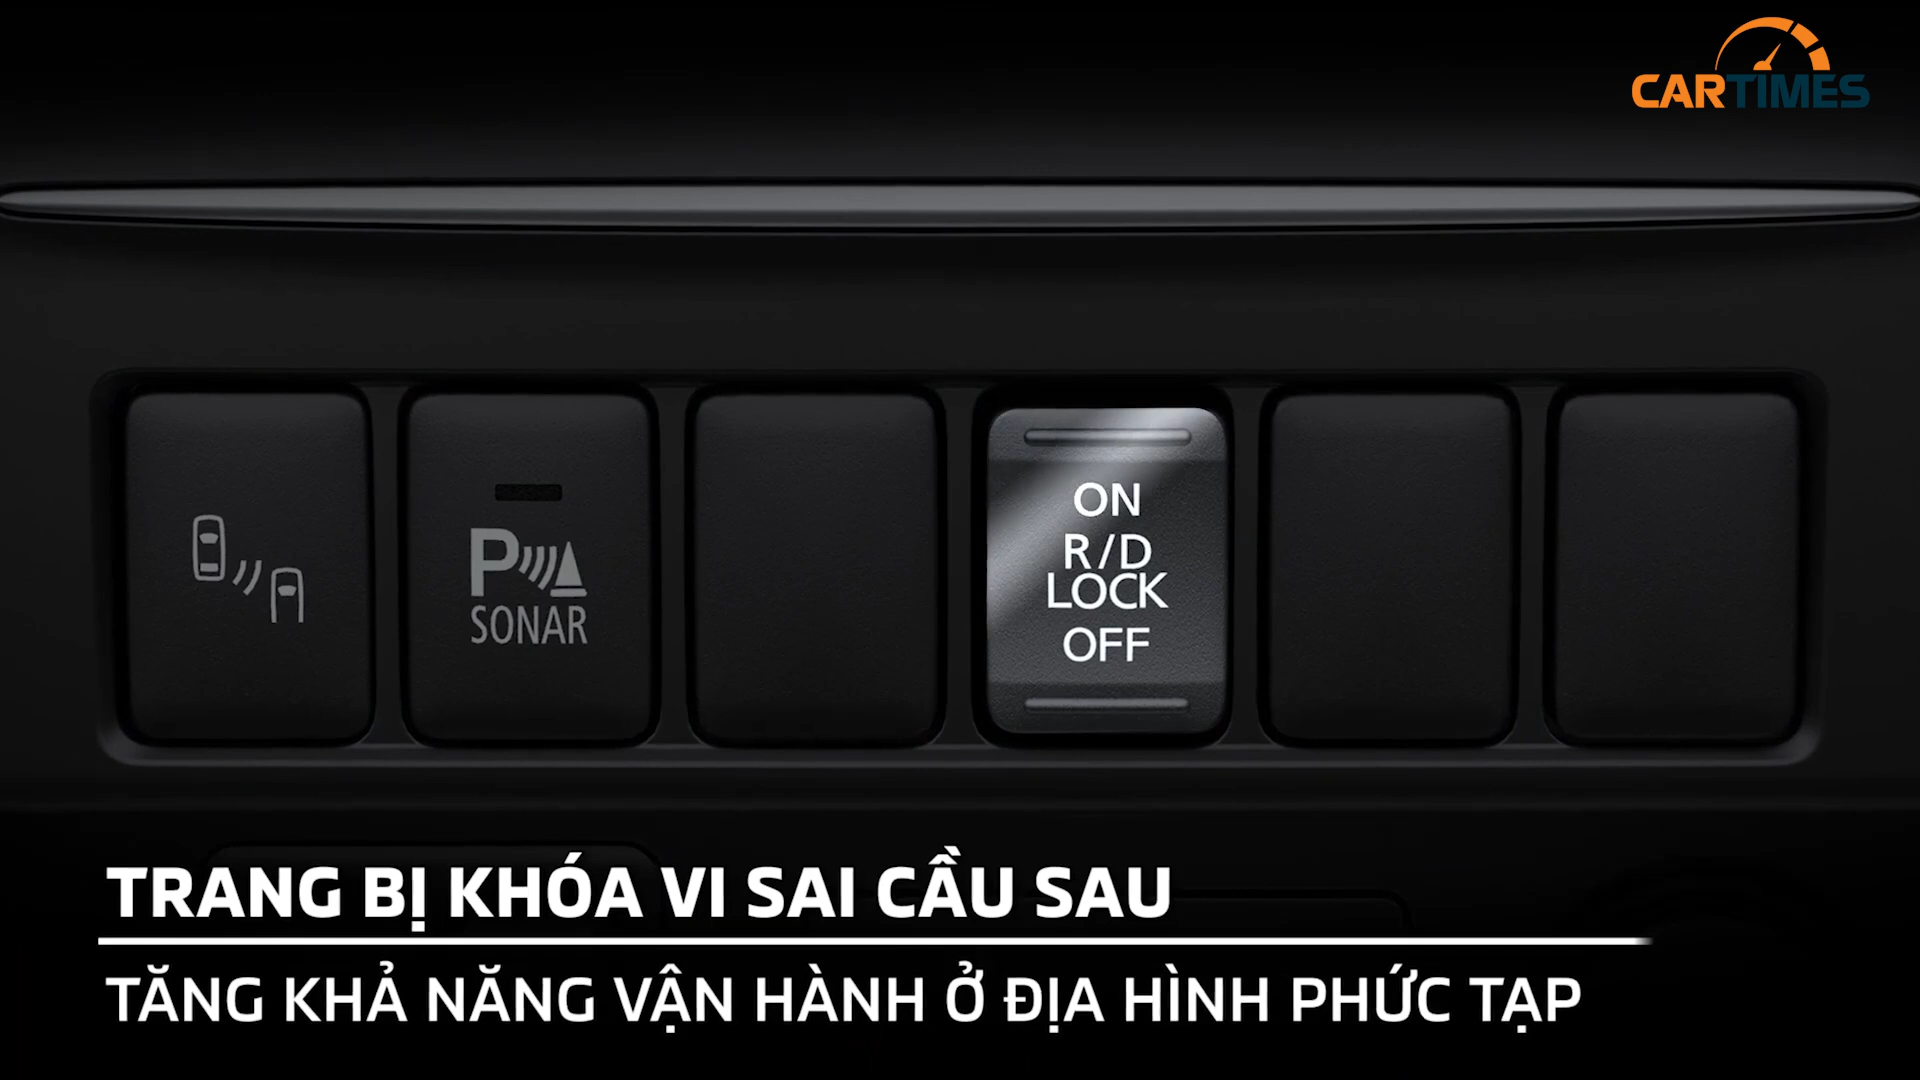 CARTIMES
P
SONAR
ON
R/D
LOCK
OFF
TRANG BỊ KHÓA VI SAI CẦU SAU
TĂNG KHẢ NĂNG VẬN HÀNH Ở ĐỊA HÌNH PHỨC TẠP